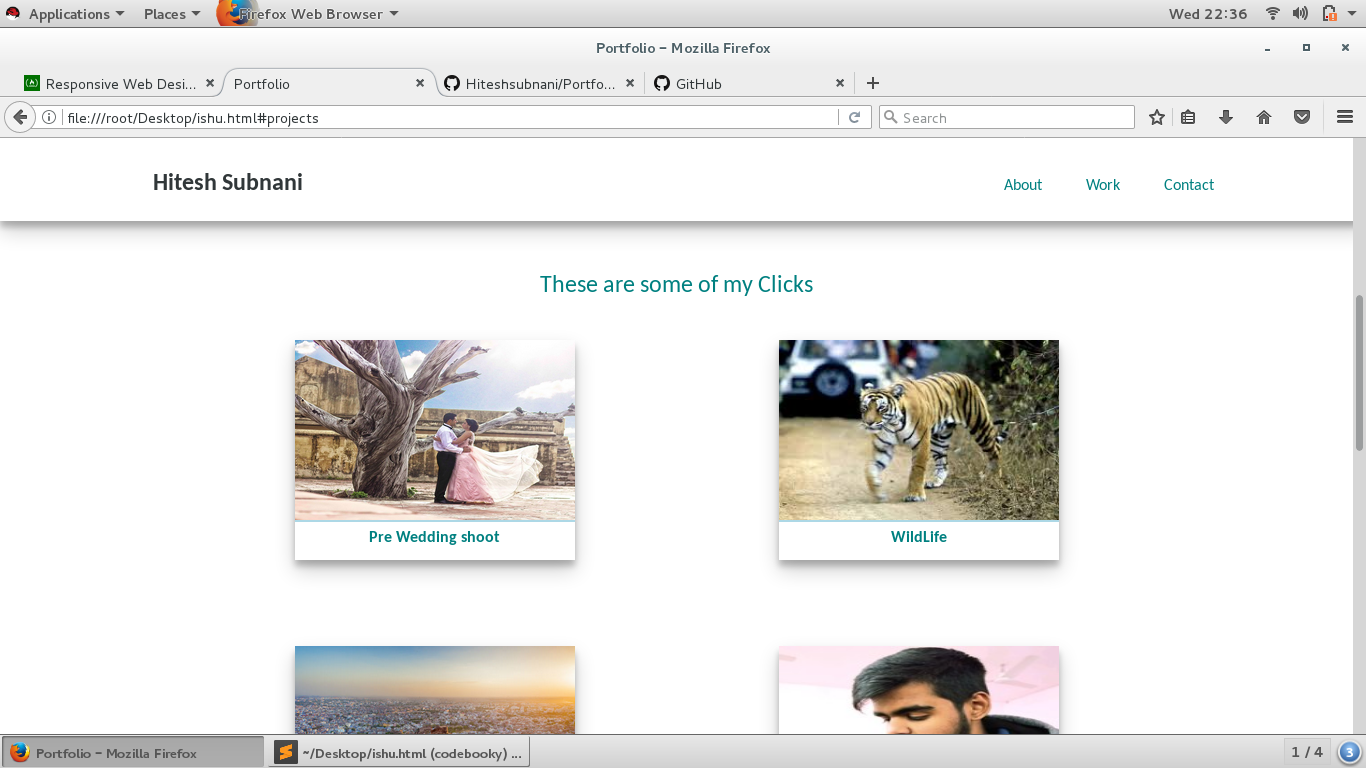 Applications Places Firefox Web Browser Wed 22:36
Portfolio - Mozilla Firefox
Responsive Web Desi... Portfolio Hiteshsubnani/Portfo... GitHub
file:///root/Desktop/ishu.html#projects Search
Hitesh Subnani About Work Contact
These are some of my Clicks
Pre Wedding shoot WildLife
Portfolio - Mozilla Firefox ~/Desktop/ishu.html (codebooky) ... 1 / 4 3